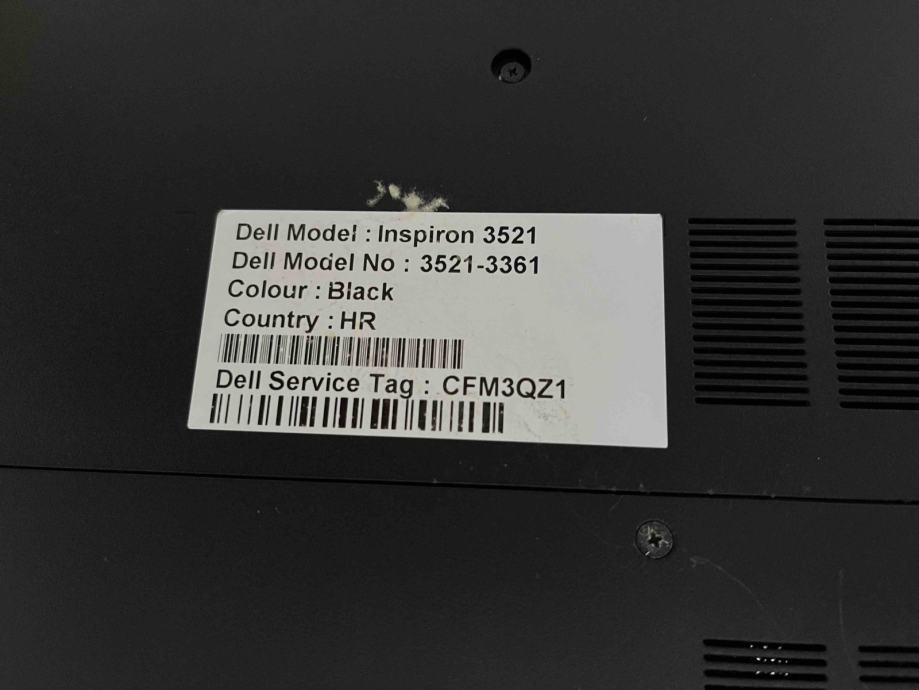 Dell Model : Inspiron 3521
Dell Model No : 3521-3361
Colour : Black
Country : HR
Dell Service Tag : CFM3QZ1